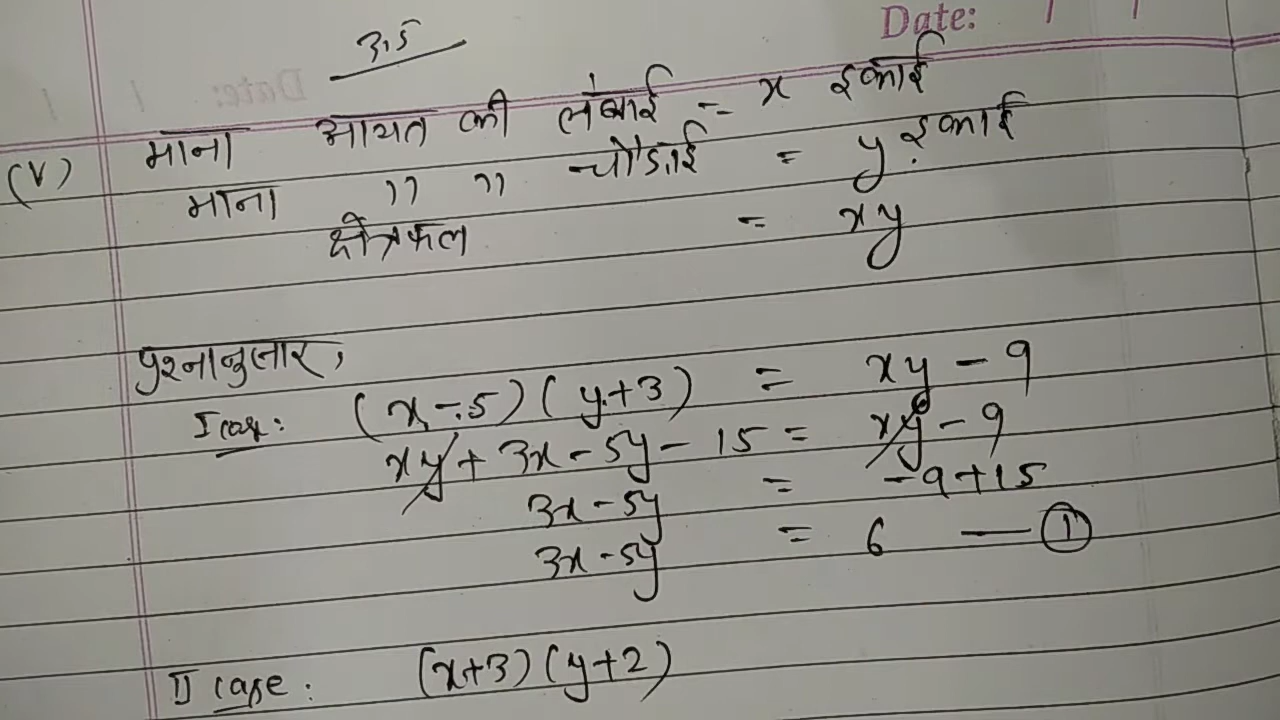 Date: / /
3.5
(V) माना आयत की लंबाई = x इकाई
माना " " चौड़ाई = y इकाई
क्षेत्रफल = xy
प्रश्नानुसार,
I case: (x-5)(y+3) = xy - 9
xy + 3x - 5y - 15 = xy - 9
3x - 5y = -9+15
3x - 5y = 6 — ①
II case: (x+3)(y+2)